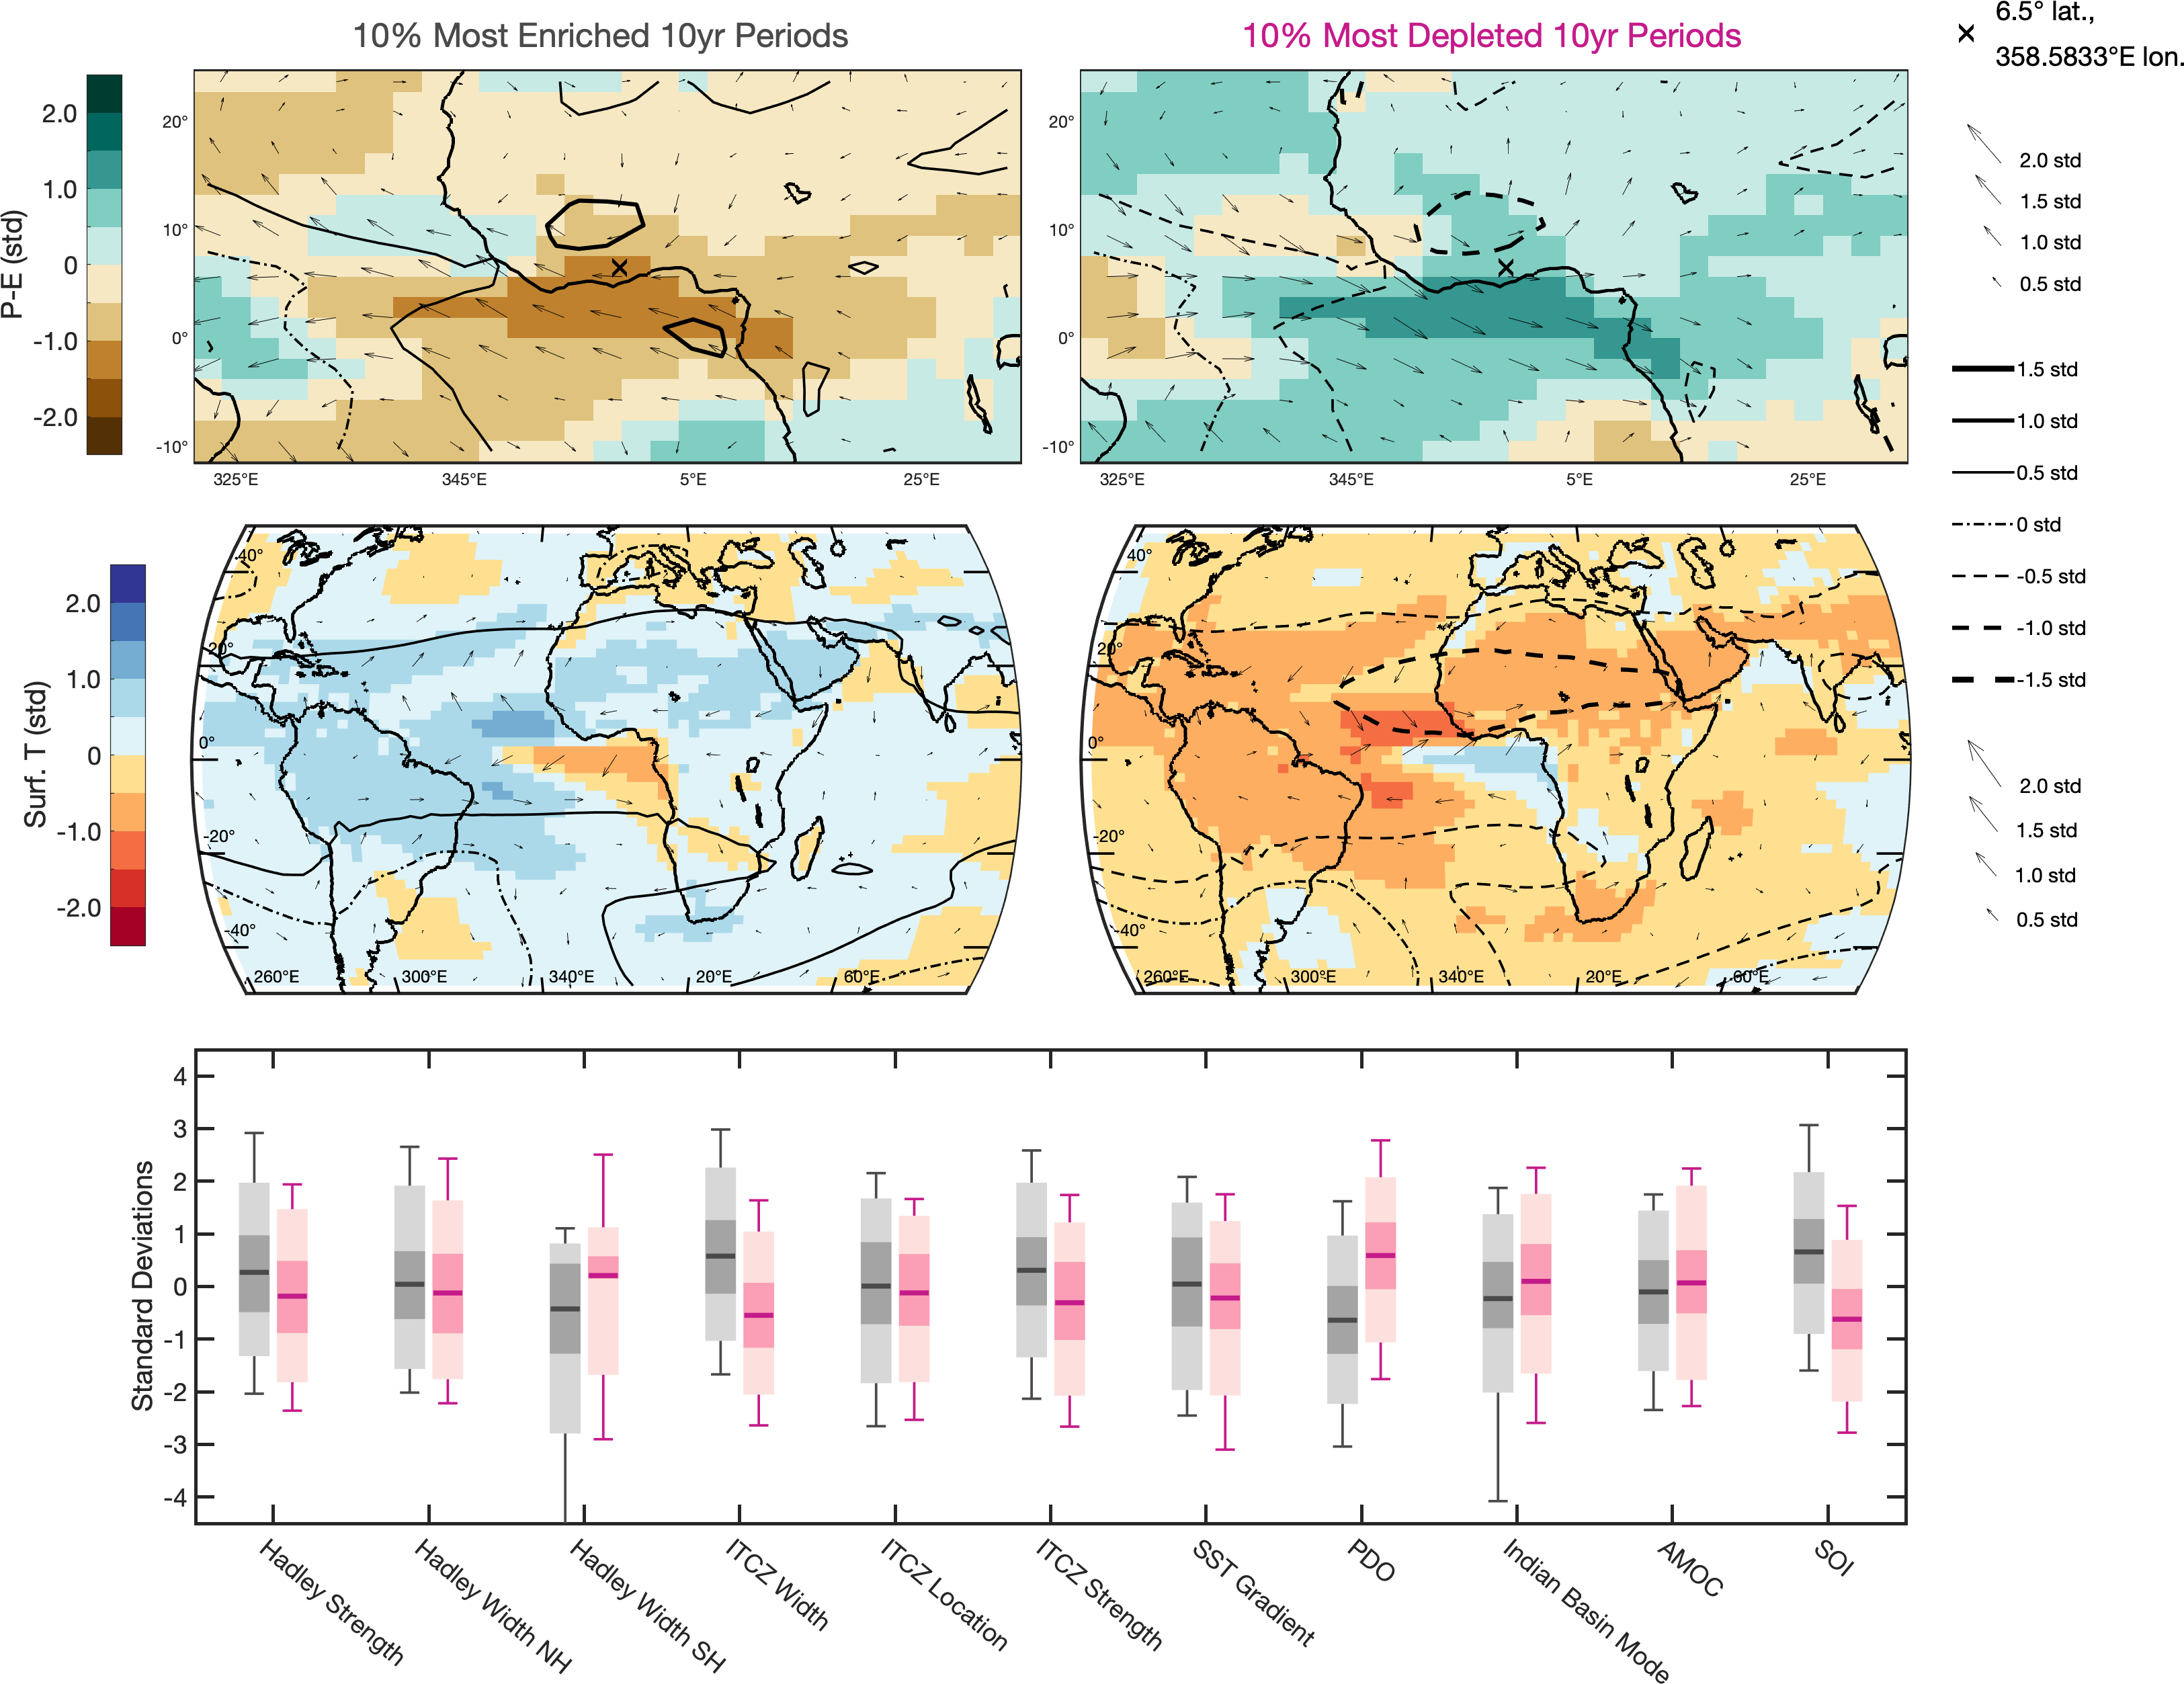 10% Most Enriched 10yr Periods
10% Most Depleted 10yr Periods
6.5° lat.,
358.5833°E lon.
P-E (std)
2.0
1.0
0
-1.0
-2.0
20°
10°
0°
-10°
325°E
345°E
5°E
25°E
20°
10°
0°
-10°
325°E
345°E
5°E
25°E
2.0 std
1.5 std
1.0 std
0.5 std
1.5 std
1.0 std
0.5 std
0 std
-0.5 std
-1.0 std
-1.5 std
Surf. T (std)
2.0
1.0
0
-1.0
-2.0
40°
20°
0°
-20°
-40°
260°E
300°E
340°E
20°E
60°E
40°
20°
0°
-20°
-40°
260°E
300°E
340°E
20°E
60°E
2.0 std
1.5 std
1.0 std
0.5 std
Standard Deviations
4
3
2
1
0
-1
-2
-3
-4
Hadley Strength
Hadley Width NH
Hadley Width SH
ITCZ Width
ITCZ Location
ITCZ Strength
SST Gradient
PDO
Indian Basin Mode
AMOC
SOI